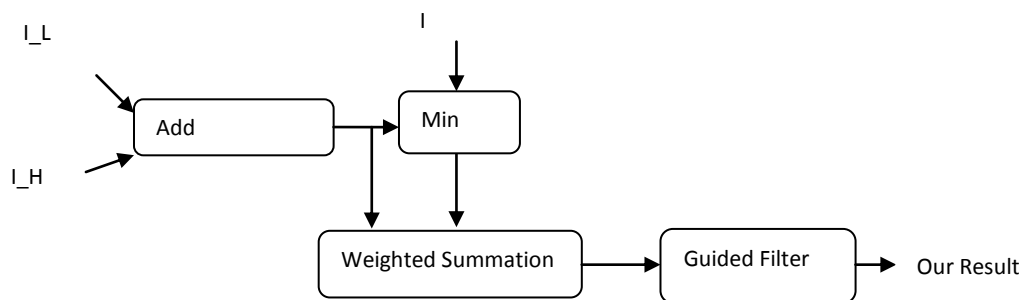 I
I_L
Add
Min
I_H
Weighted Summation
Guided Filter
Our Result